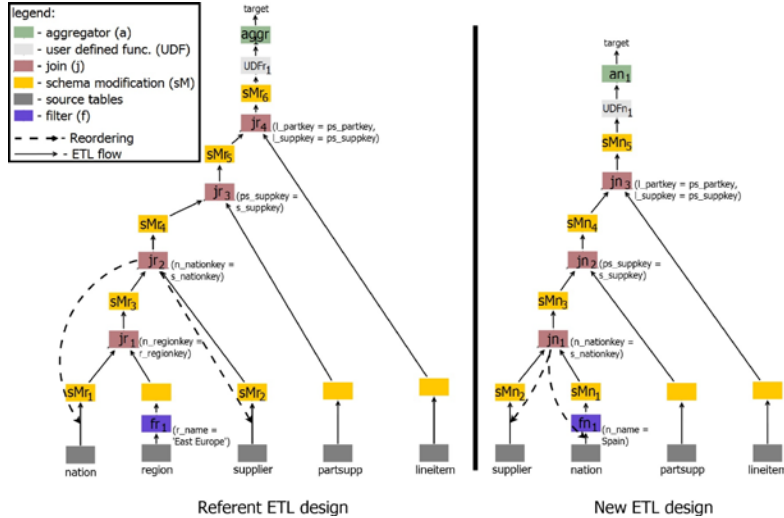 legend:
- aggregator (a)
- user defined func. (UDF)
- join (j)
- schema modification (sM)
- source tables
- filter (f)
- Reordering
- ETL flow
target
aggr
UDFr1
sMr6
jr4
(l_partkey = ps_partkey,
l_suppkey = ps_suppkey)
sMr5
jr3
(ps_suppkey =
s_suppkey)
sMr4
jr2
(n_nationkey =
s_nationkey)
sMr3
jr1
(n_regionkey =
r_regionkey)
sMr1
sMr2
fr1
(r_name =
'East Europe')
nation
region
supplier
partsupp
lineitem
Referent ETL design
target
an1
UDFn1
sMn5
jn3
(l_partkey = ps_partkey,
l_suppkey = ps_suppkey)
sMn4
jn2
(ps_suppkey =
s_suppkey)
sMn3
jn1
(n_nationkey =
s_nationkey)
sMn2
sMn1
fn1
(n_name =
Spain)
supplier
nation
partsupp
lineitem
New ETL design